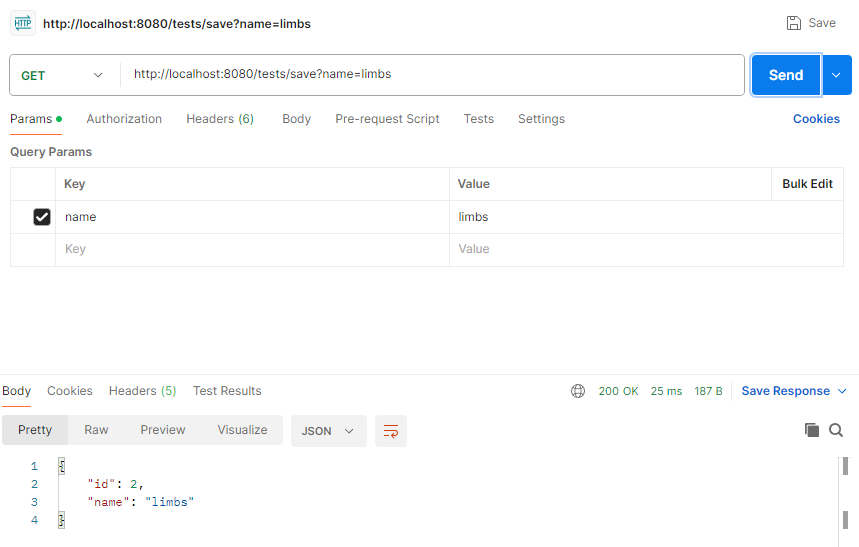 HTTP http://localhost:8080/tests/save?name=limbs Save
GET http://localhost:8080/tests/save?name=limbs Send
Params Authorization Headers (6) Body Pre-request Script Tests Settings Cookies
Query Params
Key Value Bulk Edit
name limbs
Key Value
Body Cookies Headers (5) Test Results 200 OK 25 ms 187 B Save Response
Pretty Raw Preview Visualize JSON
1 {
2 "id": 2,
3 "name": "limbs"
4 }